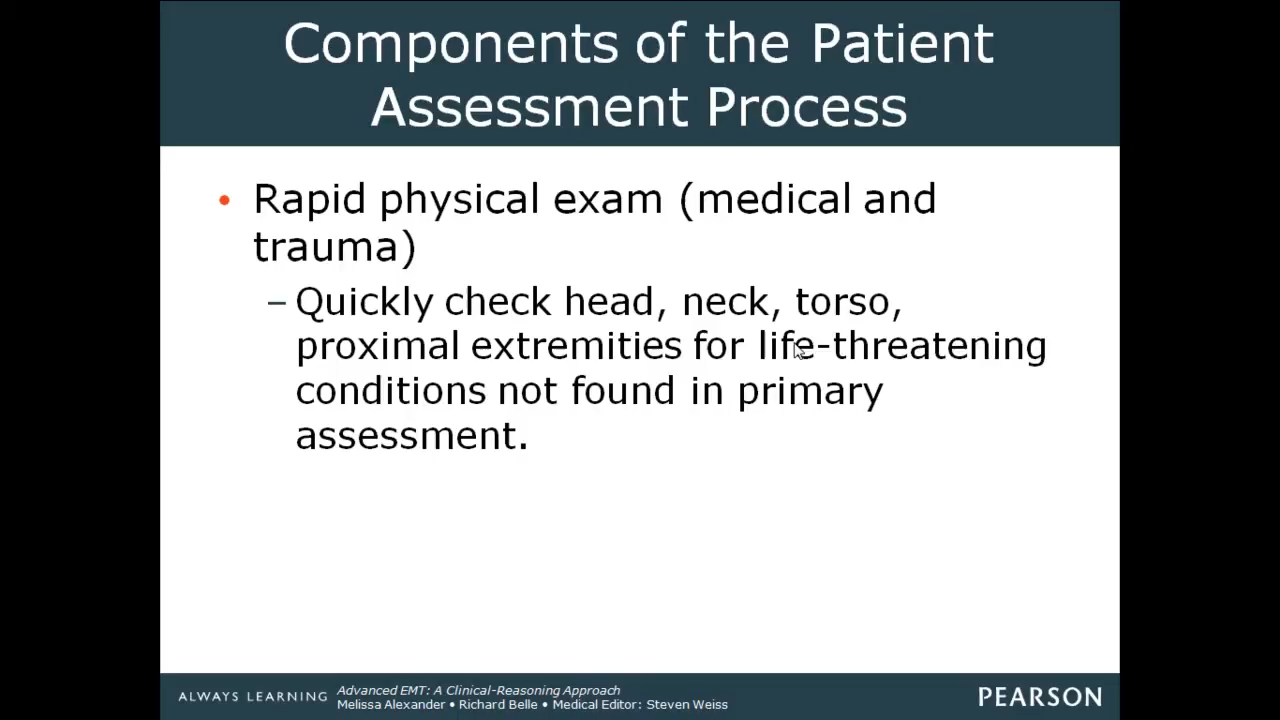 Components of the Patient
Assessment Process
• Rapid physical exam (medical and
trauma)
– Quickly check head, neck, torso,
proximal extremities for life-threatening
conditions not found in primary
assessment.
ALWAYS LEARNING
Advanced EMT: A Clinical-Reasoning Approach
Melissa Alexander • Richard Belle • Medical Editor: Steven Weiss
PEARSON